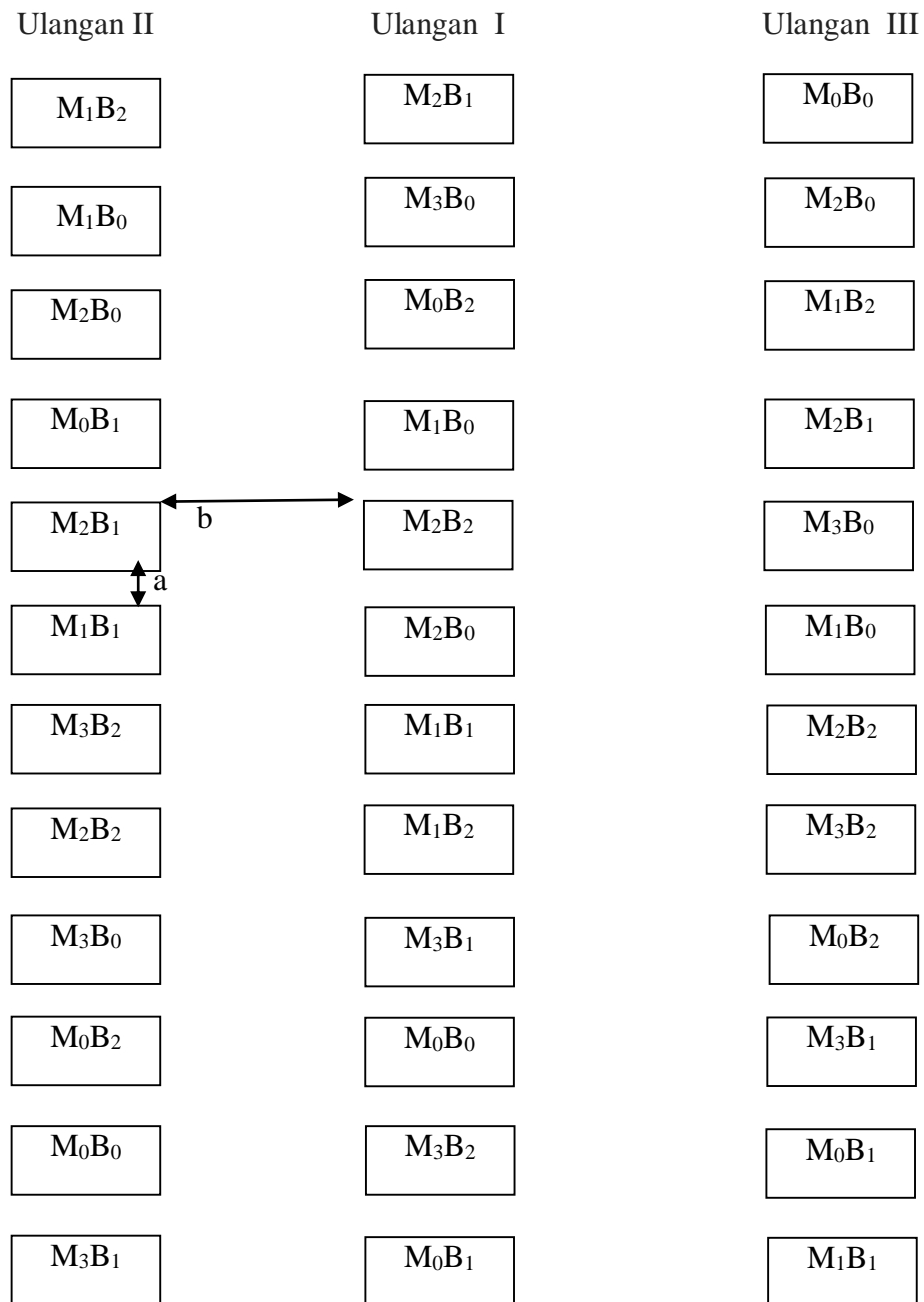 Ulangan II Ulangan I Ulangan III
M₁B₂ M₂B₁ M₀B₀
M₁B₀ M₃B₀ M₂B₀
M₂B₀ M₀B₂ M₁B₂
M₀B₁ M₁B₀ M₂B₁
M₂B₁ b M₂B₂ M₃B₀
a
M₁B₁ M₂B₀ M₁B₀
M₃B₂ M₁B₁ M₂B₂
M₂B₂ M₁B₂ M₃B₂
M₃B₀ M₃B₁ M₀B₂
M₀B₂ M₀B₀ M₃B₁
M₀B₀ M₃B₂ M₀B₁
M₃B₁ M₀B₁ M₁B₁